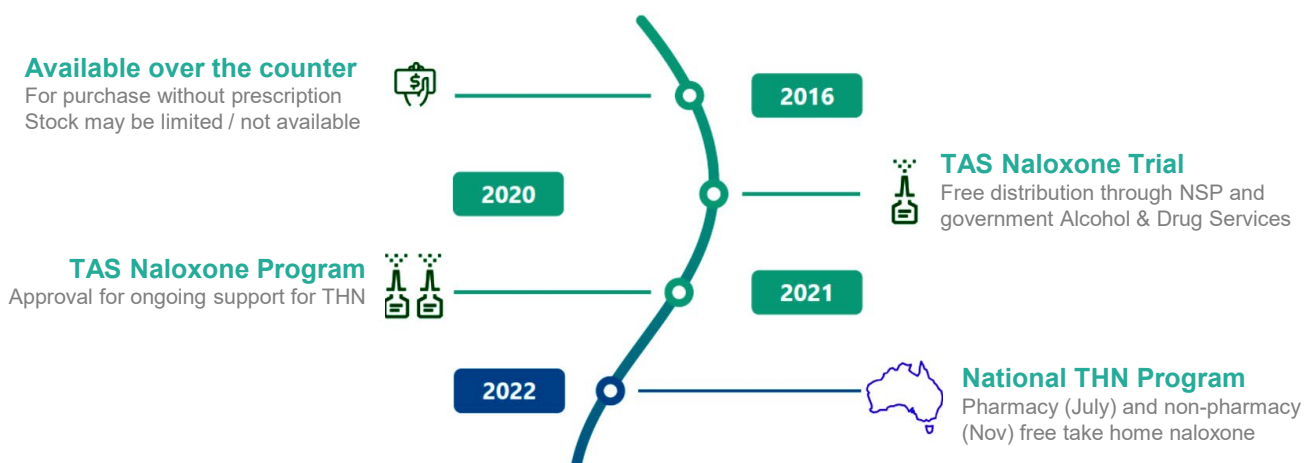 Available over the counter
For purchase without prescription
Stock may be limited / not available
$
2016
2020
TAS Naloxone Trial
Free distribution through NSP and
government Alcohol & Drug Services
TAS Naloxone Program
Approval for ongoing support for THN
2021
2022
National THN Program
Pharmacy (July) and non-pharmacy
(Nov) free take home naloxone